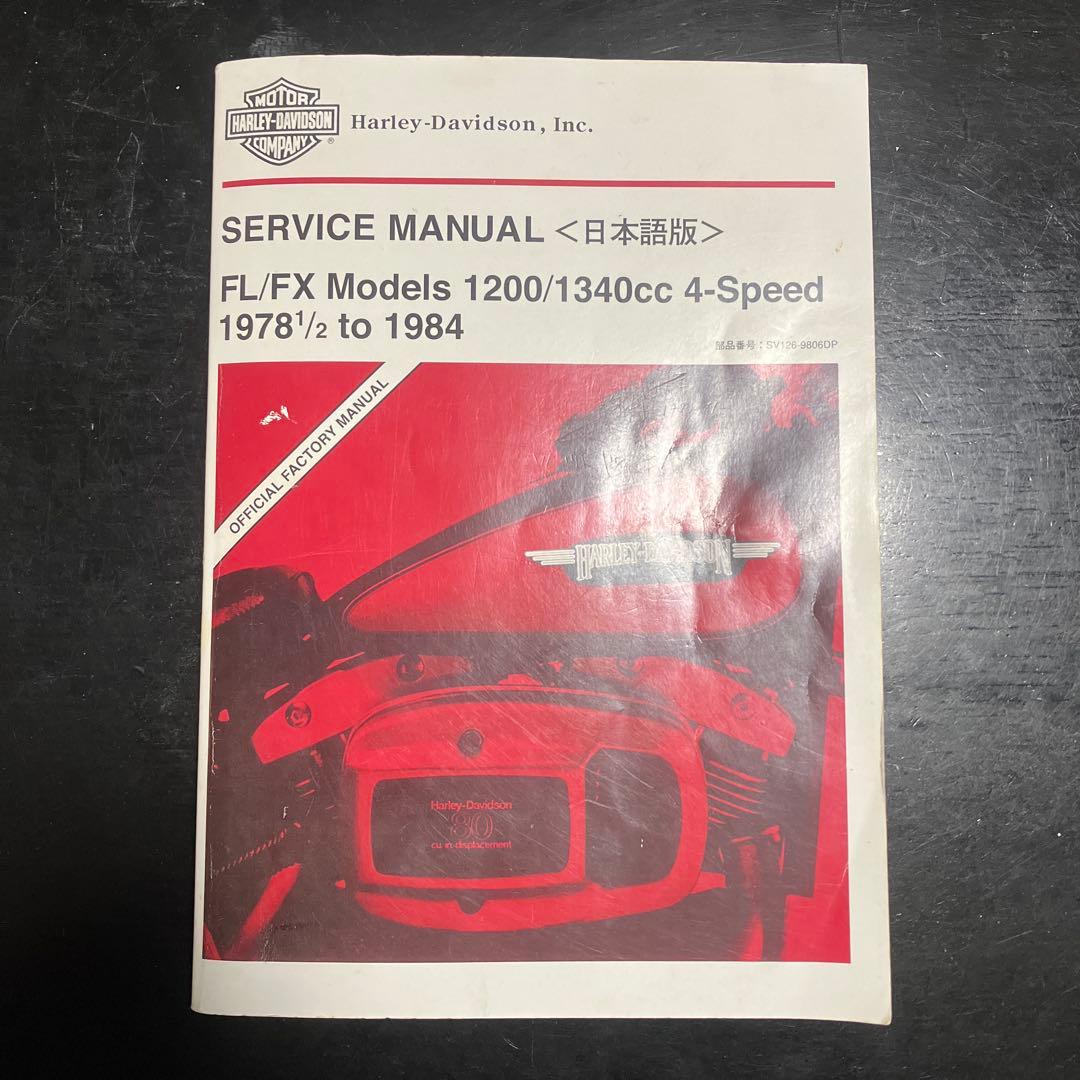 MOTOR
HARLEY-DAVIDSON
COMPANY
®
Harley-Davidson, Inc.
SERVICE MANUAL <日本語版>
FL/FX Models 1200/1340cc 4-Speed
1978 1/2 to 1984
部品番号:SV126-9806DP
OFFICIAL FACTORY MANUAL
HARLEY-DAVIDSON
Harley-Davidson
80
cu in displacement